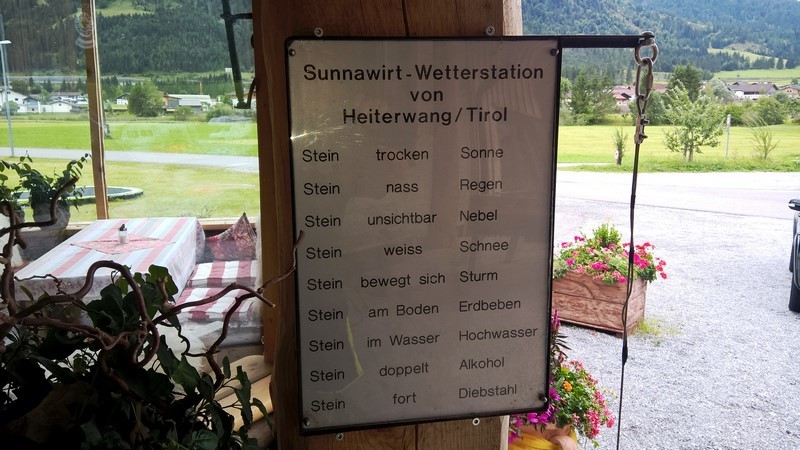 Sunnawirt-Wetterstation
von
Heiterwang/Tirol
Stein trocken Sonne
Stein nass Regen
Stein unsichtbar Nebel
Stein weiss Schnee
Stein bewegt sich Sturm
Stein am Boden Erdbeben
Stein im Wasser Hochwasser
Stein doppelt Alkohol
Stein fort Diebstahl